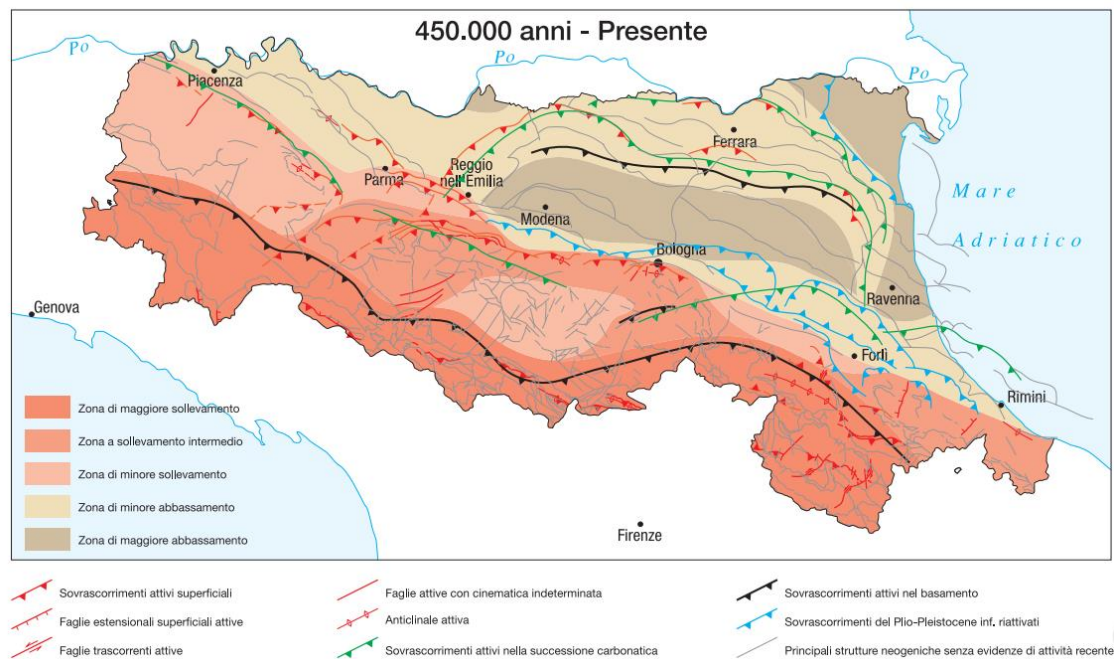 450.000 anni - Presente
Po
Po
Po
Piacenza
Ferrara
Parma
Reggio
nell'Emilia
Modena
Mare
Adriatico
Bologna
Ravenna
Genova
Forlì
Rimini
Firenze
Zona di maggiore sollevamento
Zona a sollevamento intermedio
Zona di minore sollevamento
Zona di minore abbassamento
Zona di maggiore abbassamento
Sovrascorrimenti attivi superficiali
Faglie estensionali superficiali attive
Faglie trascorrenti attive
Faglie attive con cinematica indeterminata
Anticlinale attiva
Sovrascorrimenti attivi nella successione carbonatica
Sovrascorrimenti attivi nel basamento
Sovrascorrimenti del Plio-Pleistocene inf. riattivati
Principali strutture neogeniche senza evidenze di attività recente